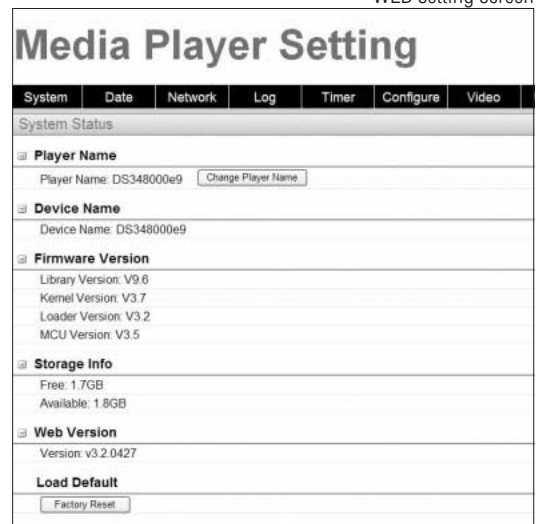 WEB setting screen
Media Player Setting
System Date Network Log Timer Configure Video
System Status
Player Name
Player Name: DS348000e9 Change Player Name
Device Name
Device Name: DS348000e9
Firmware Version
Library Version: V9.6
Kernel Version: V3.7
Loader Version: V3.2
MCU Version: V3.5
Storage Info
Free: 1.7GB
Available: 1.8GB
Web Version
Version: v3.2.0427
Load Default
Factory Reset